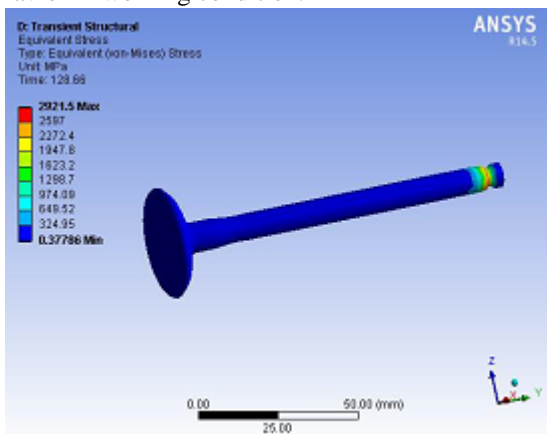 D: Transient Structural
Equivalent Stress
Type: Equivalent (von-Mises) Stress
Unit: MPa
Time: 128.66
2921.5 Max
2597
2272.4
1947.8
1623.2
1298.7
974.09
649.52
324.95
0.37786 Min
ANSYS
R14.5
0.00
50.00 (mm)
25.00
Z
X
Y